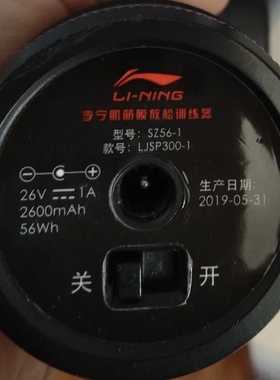 LI-NING
李宁肌筋膜放松训练器
型号: SZ56-1
款号: LJSP300-1
26V 1A
2600mAh
56Wh
生产日期:
2019-05-31
关 开